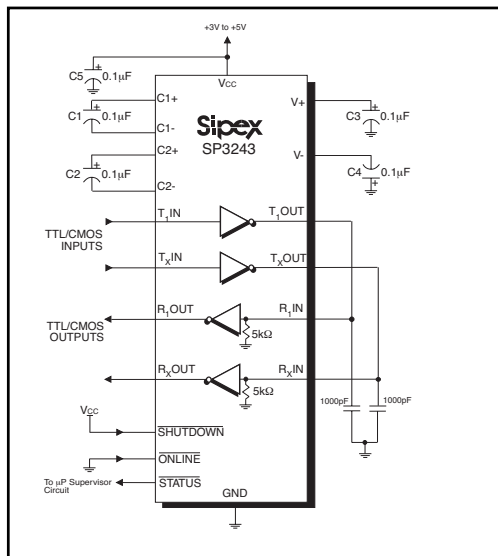 +3V to +5V
VCC
C5 + 0.1μF
C1 + 0.1μF
C1+
C1-
C2 + 0.1μF
C2+
C2-
V+
C3 + 0.1μF
V-
C4 0.1μF +
Sipex
SP3243
TTL/CMOS
INPUTS
T1IN
T1OUT
TXIN
TXOUT
TTL/CMOS
OUTPUTS
R1OUT
R1IN
5kΩ
RXOUT
RXIN
5kΩ
1000pF
1000pF
VCC
SHUTDOWN
ONLINE
To μP Supervisor
Circuit
STATUS
GND